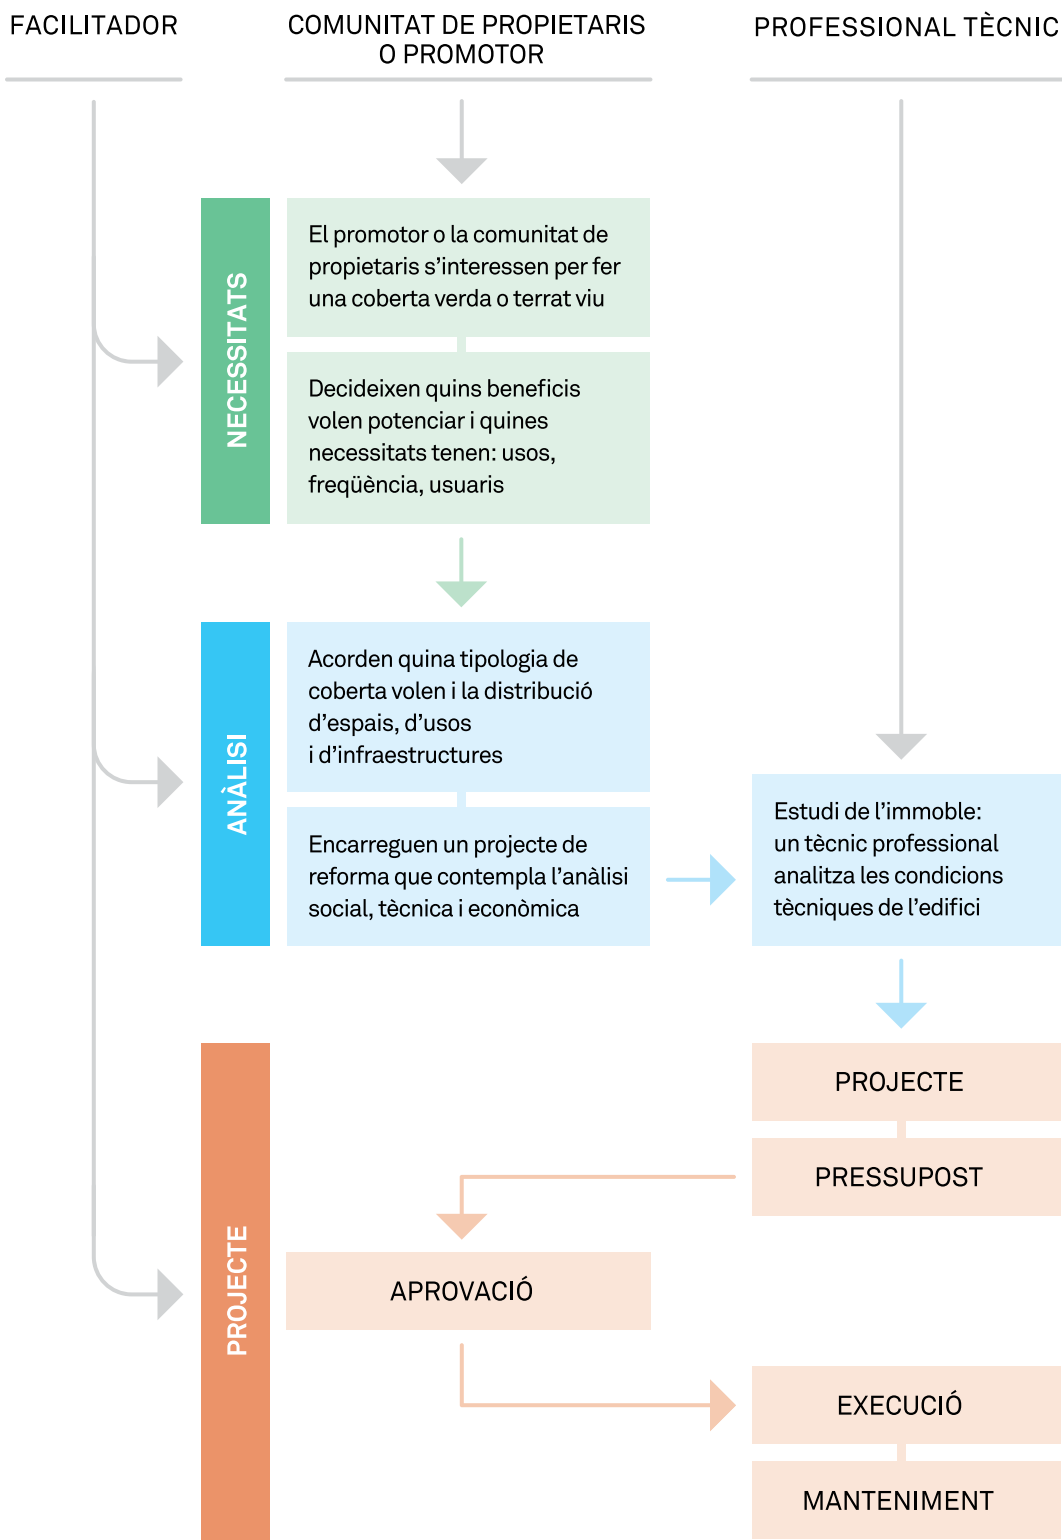 FACILITADOR
COMUNITAT DE PROPIETARIS
O PROMOTOR
PROFESSIONAL TÈCNIC
NECESSITATS
El promotor o la comunitat de
propietaris s’interessen per fer
una coberta verda o terrat viu
Decideixen quins beneficis
volen potenciar i quines
necessitats tenen: usos,
freqüència, usuaris
ANÀLISI
Acorden quina tipologia de
coberta volen i la distribució
d’espais, d’usos
i d’infraestructures
Encarreguen un projecte de
reforma que contempla l’anàlisi
social, tècnica i econòmica
Estudi de l’immoble:
un tècnic professional
analitza les condicions
tècniques de l’edifici
PROJECTE
PROJECTE
PRESSUPOST
APROVACIÓ
EXECUCIÓ
MANTENIMENT